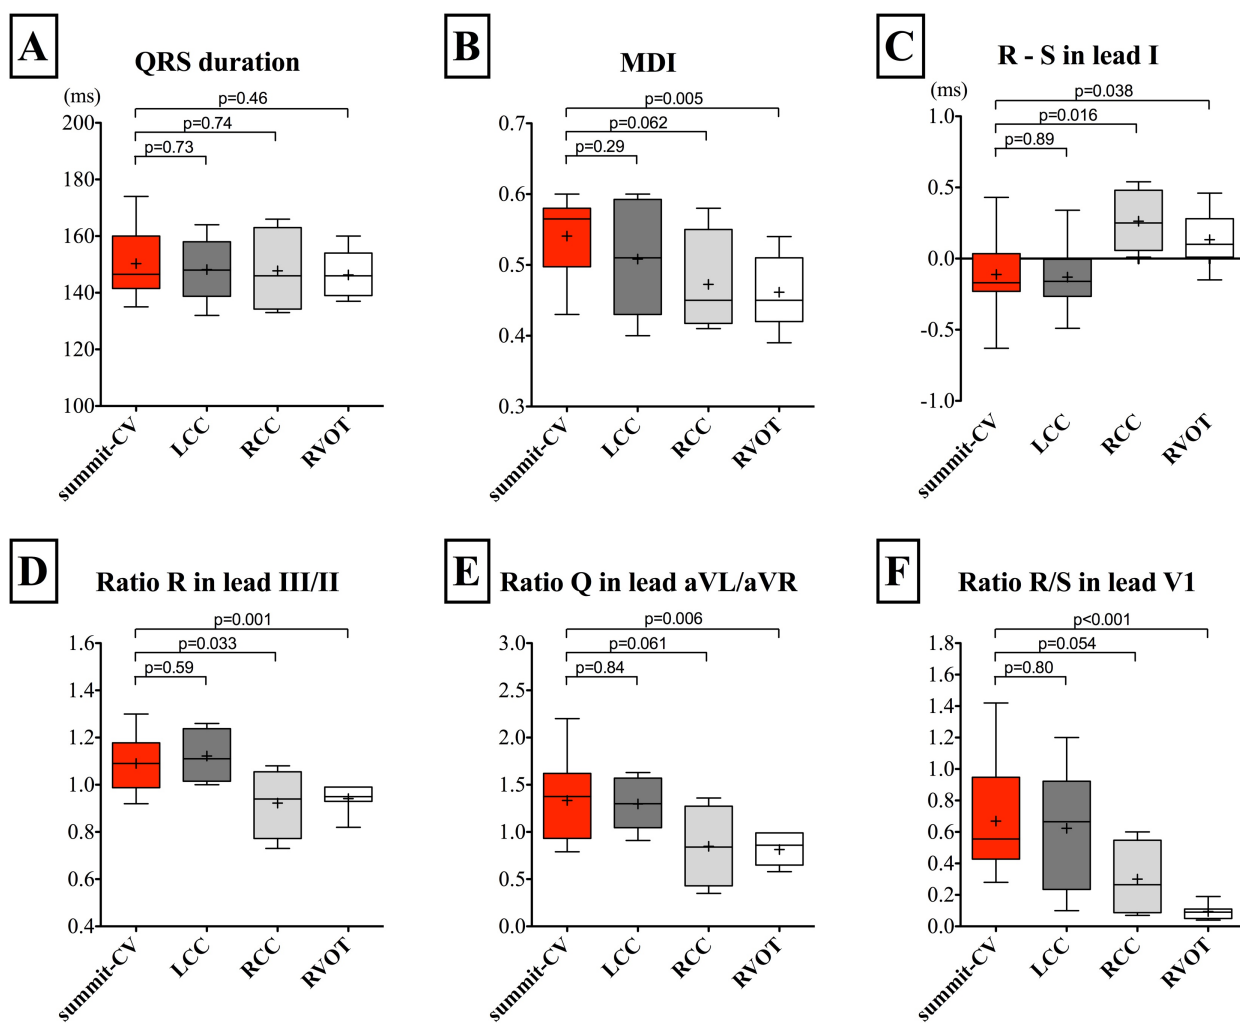 A
QRS duration
(ms)
p=0.46
p=0.74
p=0.73
200
180
160
140
120
100
summit-CV
LCC
RCC
RVOT
B
MDI
p=0.005
p=0.062
p=0.29
0.7
0.6
0.5
0.4
0.3
summit-CV
LCC
RCC
RVOT
C
R - S in lead I
(ms)
p=0.038
p=0.016
p=0.89
1.0
0.5
0.0
-0.5
-1.0
summit-CV
LCC
RCC
RVOT
D
Ratio R in lead III/II
p=0.001
p=0.033
p=0.59
1.6
1.4
1.2
1.0
0.8
0.6
0.4
summit-CV
LCC
RCC
RVOT
E
Ratio Q in lead aVL/aVR
p=0.006
p=0.061
p=0.84
3.0
2.5
2.0
1.5
1.0
0.5
0.0
summit-CV
LCC
RCC
RVOT
F
Ratio R/S in lead V1
p<0.001
p=0.054
p=0.80
1.8
1.6
1.4
1.2
1.0
0.8
0.6
0.4
0.2
0.0
summit-CV
LCC
RCC
RVOT